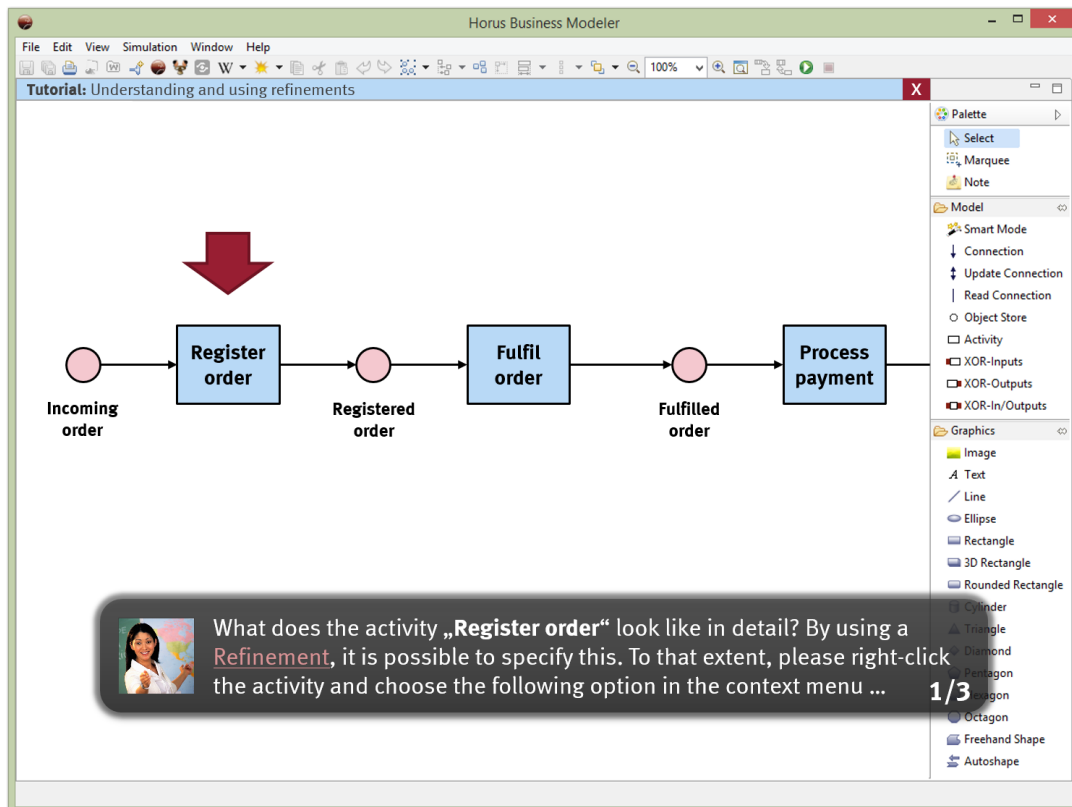 Horus Business Modeler
File Edit View Simulation Window Help
W 100%
Tutorial: Understanding and using refinements X
Palette
Select
Marquee
Note
Model
Smart Mode
Connection
Update Connection
Read Connection
Object Store
Activity
XOR-Inputs
XOR-Outputs
XOR-In/Outputs
Graphics
Image
A Text
Line
Ellipse
Rectangle
3D Rectangle
Rounded Rectangle
Cylinder
Triangle
Diamond
Pentagon
Hexagon
Octagon
Freehand Shape
Autoshape
Register
order
Fulfil
order
Process
payment
Incoming
order
Registered
order
Fulfilled
order
What does the activity „Register order“ look like in detail? By using a
Refinement, it is possible to specify this. To that extent, please right-click
the activity and choose the following option in the context menu ...
1/3